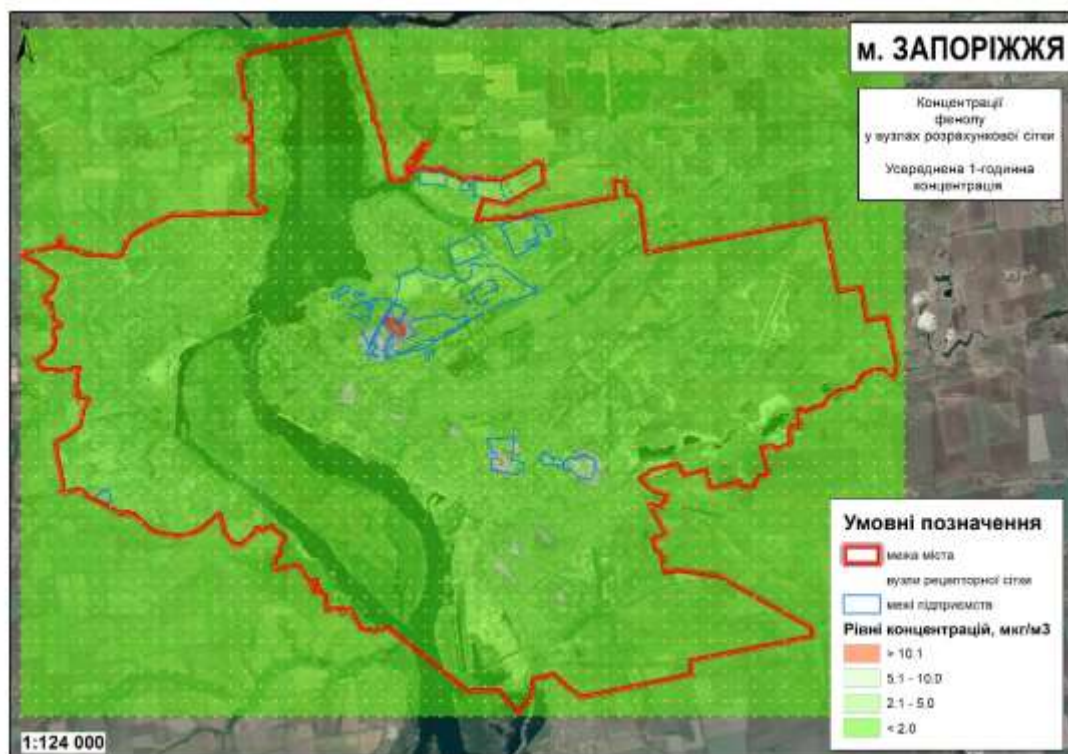 м. ЗАПОРІЖЖЯ
Концентрації
фенолу
у вузлах розрахункової сітки
Усереднена 1-годинна
концентрація
Умовні позначення
межа міста
вузли рецепторної сітки
межі підприємств
Рівні концентрацій, мкг/м3
> 10.1
5.1 - 10.0
2.1 - 5.0
< 2.0
1:124 000